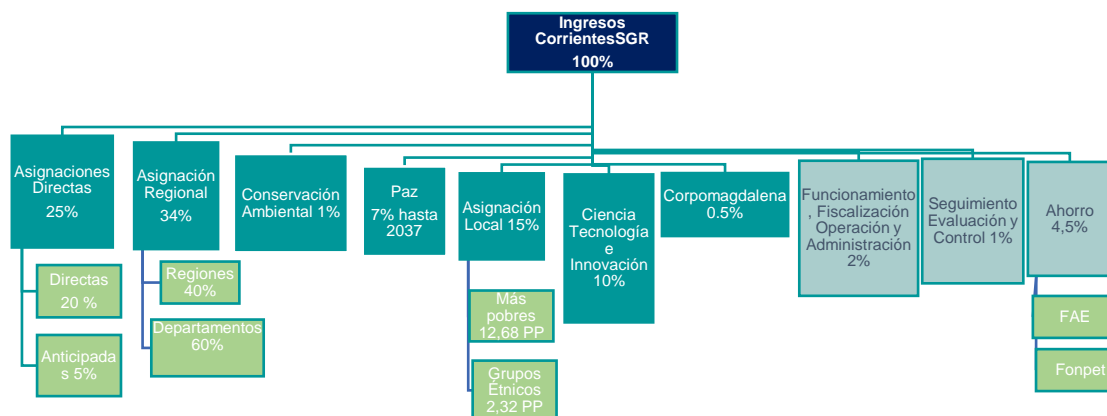 Ingresos
CorrientesSGR
100%
Asignaciones
Directas
25%
Directas
20 %
Anticipada
s 5%
Asignación
Regional
34%
Regiones
40%
Departamentos
60%
Conservación
Ambiental 1%
Paz
7% hasta
2037
Asignación
Local 15%
Más
pobres
12,68 PP
Grupos
Étnicos
2,32 PP
Ciencia
Tecnología
e
Innovación
10%
Corpomagdalena
0.5%
Funcionamiento
, Fiscalización
Operación y
Administración
2%
Seguimiento
Evaluación y
Control 1%
Ahorro
4,5%
FAE
Fonpet